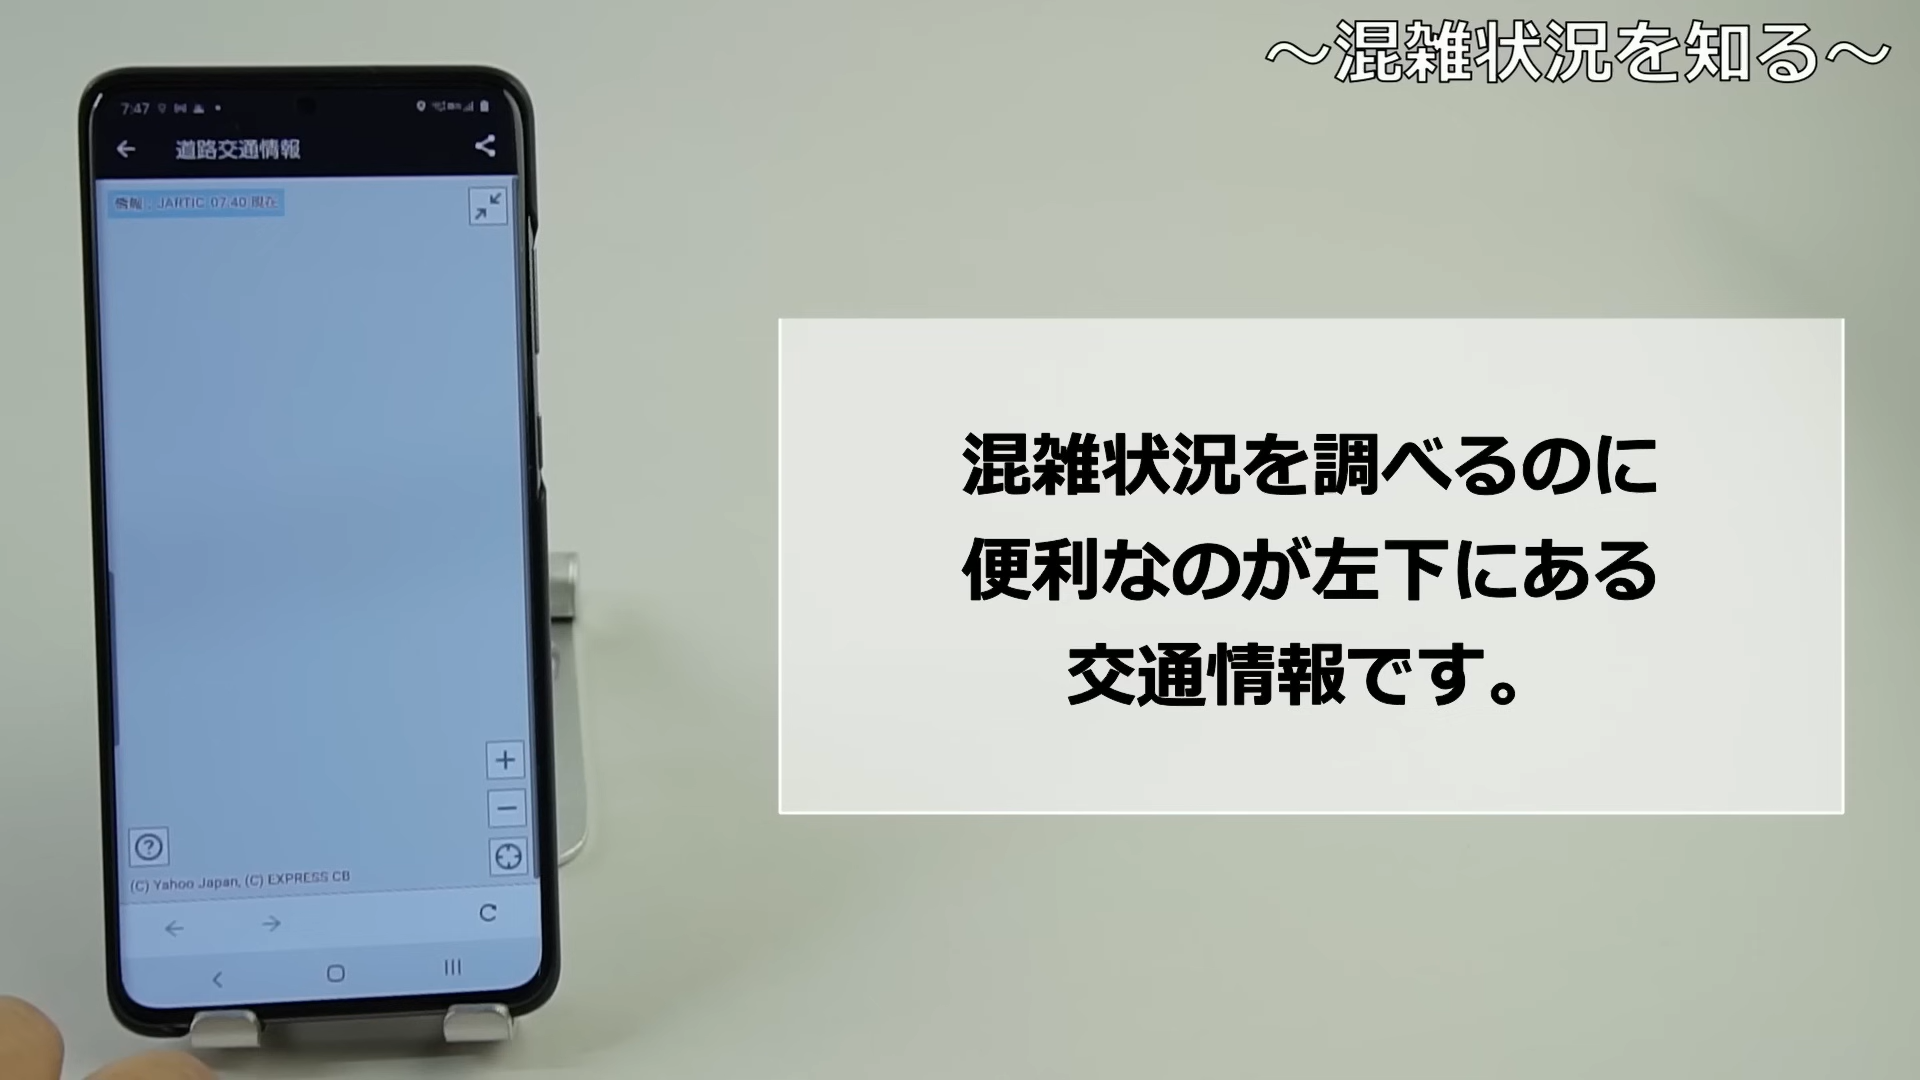 〜混雑状況を知る〜
7:47
道路交通情報
情報：JARTIC 07:40 現在
混雑状況を調べるのに
便利なのが左下にある
交通情報です。
(C) Yahoo Japan, (C) EXPRESS CB